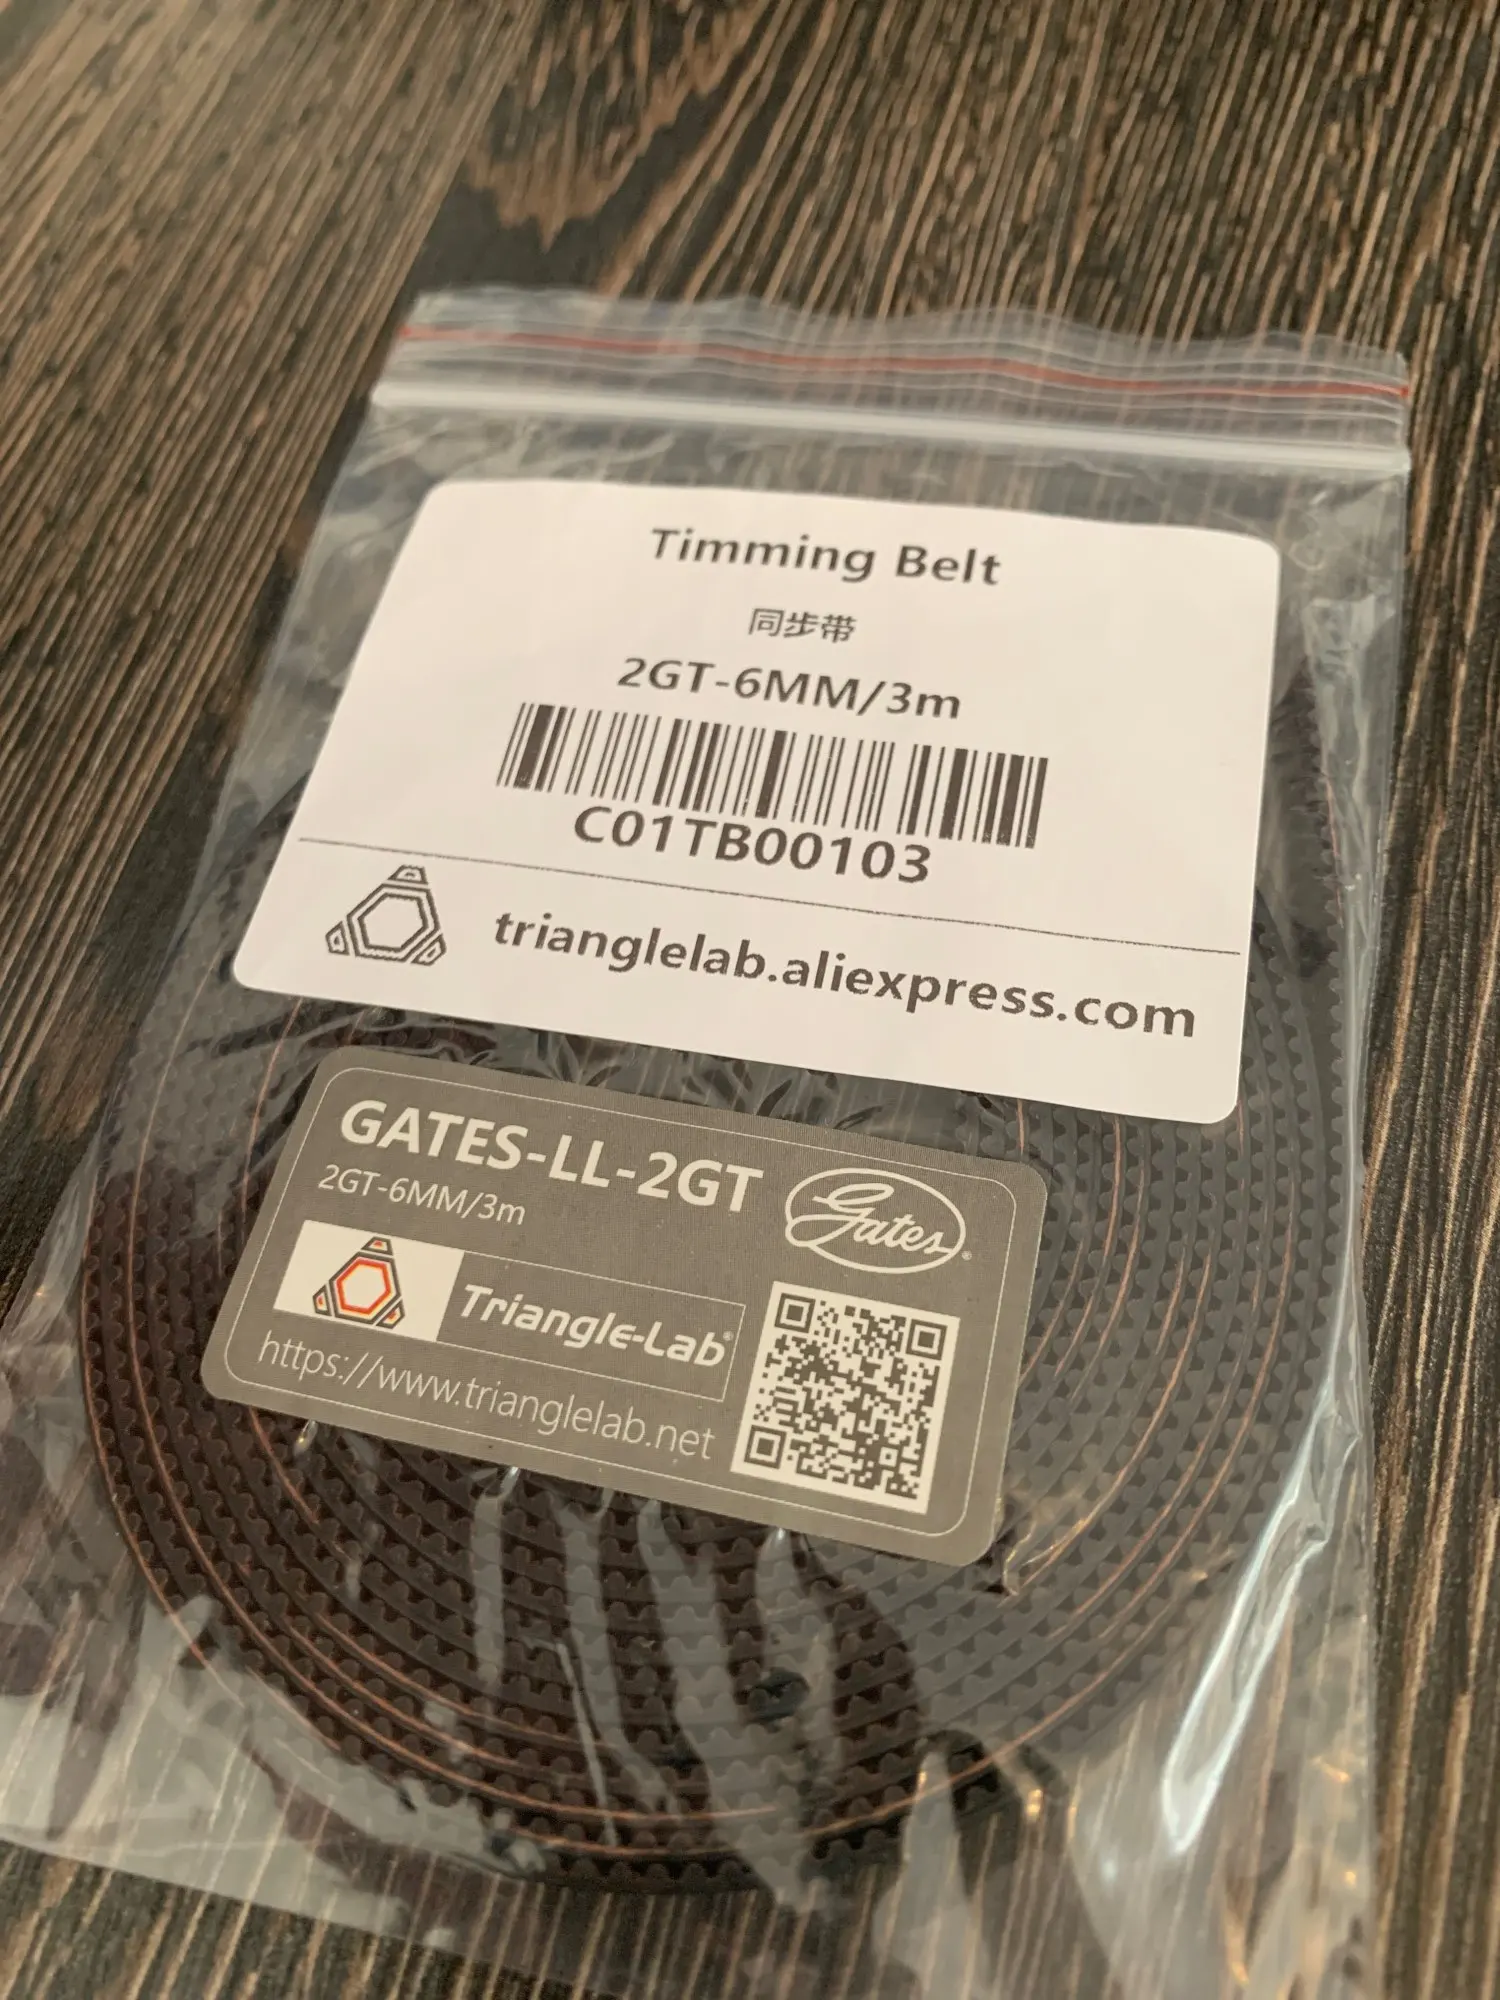 Timming Belt
同步带
2GT-6MM/3m
C01TB00103
trianglelab.aliexpress.com
GATES-LL-2GT
2GT-6MM/3m
Gates®
Triangle-Lab®
https://www.trianglelab.net